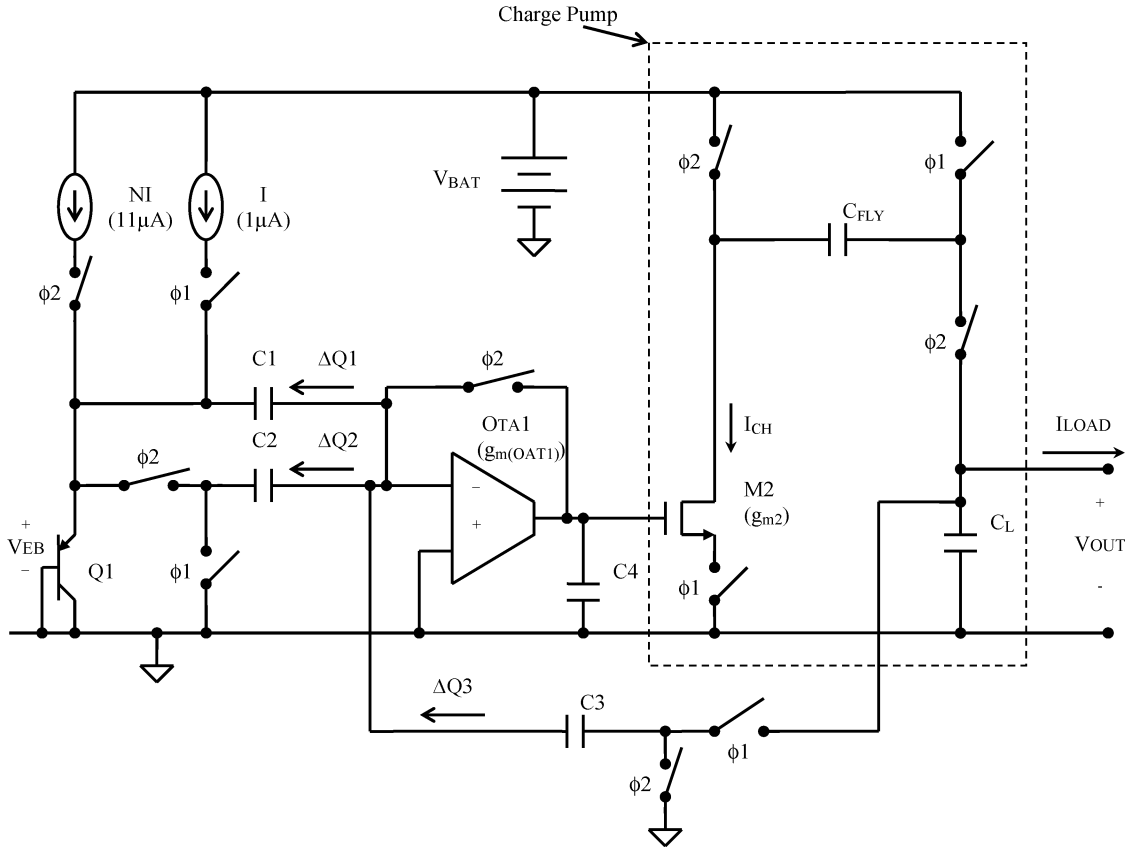 Charge Pump
NI
(11µA)
I
(1µA)
VBAT
ϕ2
ϕ1
CFLY
ϕ2
ϕ1
ϕ2
C1
ΔQ1
ϕ2
OTA1
(gm(OAT1))
ICH
ILOAD
C2
ΔQ2
ϕ2
−
+
M2
(gm2)
+
VEB
−
Q1
ϕ1
C4
ϕ1
CL
+
VOUT
-
ΔQ3
C3
ϕ1
ϕ2